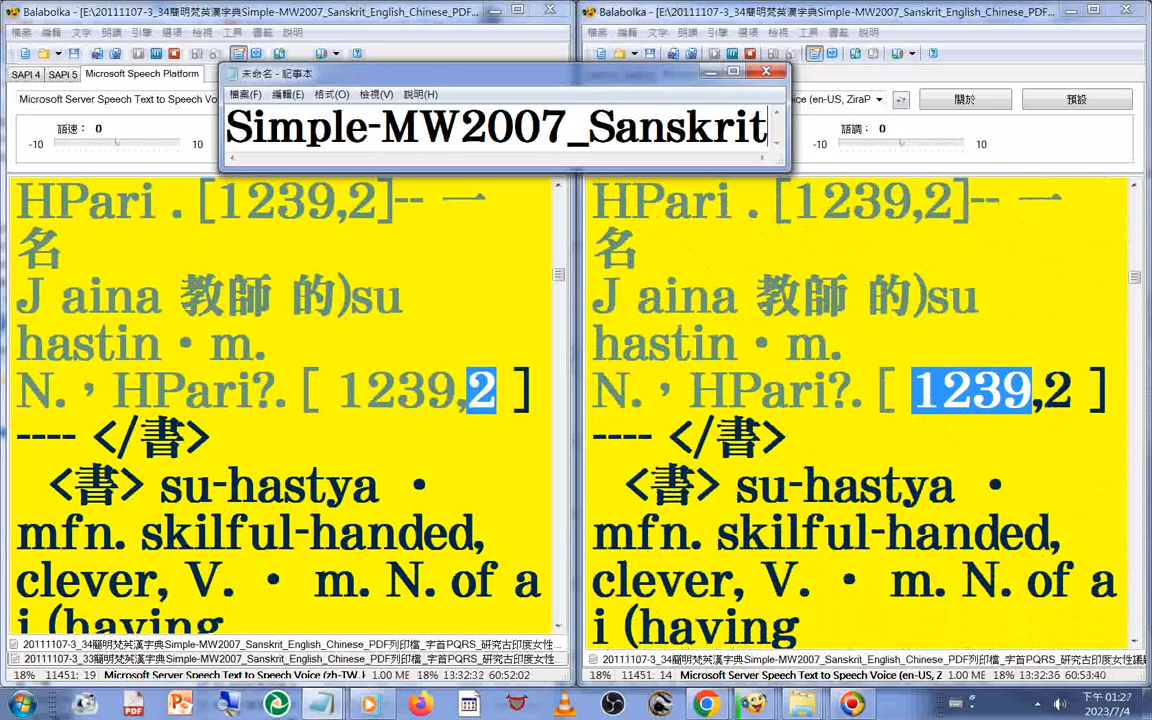 Balabolka - [E:\20111107-3_34簡明梵英漢字典Simple-MW2007_Sanskrit_English_Chinese_PDF...
檔案 編輯 文字 朗讀 引擎 選項 檢視 工具 書籤 說明
SAPI 4 SAPI 5 Microsoft Speech Platform
Microsoft Server Speech Text to Speech Vo
語速： 0
-10 10
HPari . [1239,2]-- 一
名
J aina 教師 的)su
hastin・m.
N.，HPari?. [ 1239,2 ]
---- </書>
<書> su-hastya ・
mfn. skilful-handed,
clever, V. ・ m. N. of a
i (having
20111107-3_34簡明梵英漢字典Simple-MW2007_Sanskrit_English_Chinese_PDF列印檔_字首PQRS_研究古印度女性...
20111107-3_33簡明梵英漢字典Simple-MW2007_Sanskrit_English_Chinese_PDF列印檔_字首PQRS_研究古印度女性...
18% 11451: 19 Microsoft Server Speech Text to Speech Voice (zh-TW, 1.00 MB 18% 13:32:32 60:52:02
未命名 - 記事本
檔案(F) 編輯(E) 格式(O) 檢視(V) 說明(H)
Simple-MW2007_Sanskrit
Balabolka - [E:\20111107-3_34簡明梵英漢字典Simple-MW2007_Sanskrit_English_Chinese_PDF...
檔案 編輯 文字 朗讀 引擎 選項 檢視 工具 書籤 說明
ice (en-US, ZiraP 關於 預設
語調： 0
-10 10
HPari . [1239,2]-- 一
名
J aina 教師 的)su
hastin・m.
N.，HPari?. [ 1239,2 ]
---- </書>
<書> su-hastya ・
mfn. skilful-handed,
clever, V. ・ m. N. of a
i (having
20111107-3_34簡明梵英漢字典Simple-MW2007_Sanskrit_English_Chinese_PDF列印檔_字首PQRS_研究古印度女性議
18% 11451: 14 Microsoft Server Speech Text to Speech Voice (en-US, Z 1.00 MB 18% 13:33:26 60:53:40
PDF
下午 01:27
2023/7/4